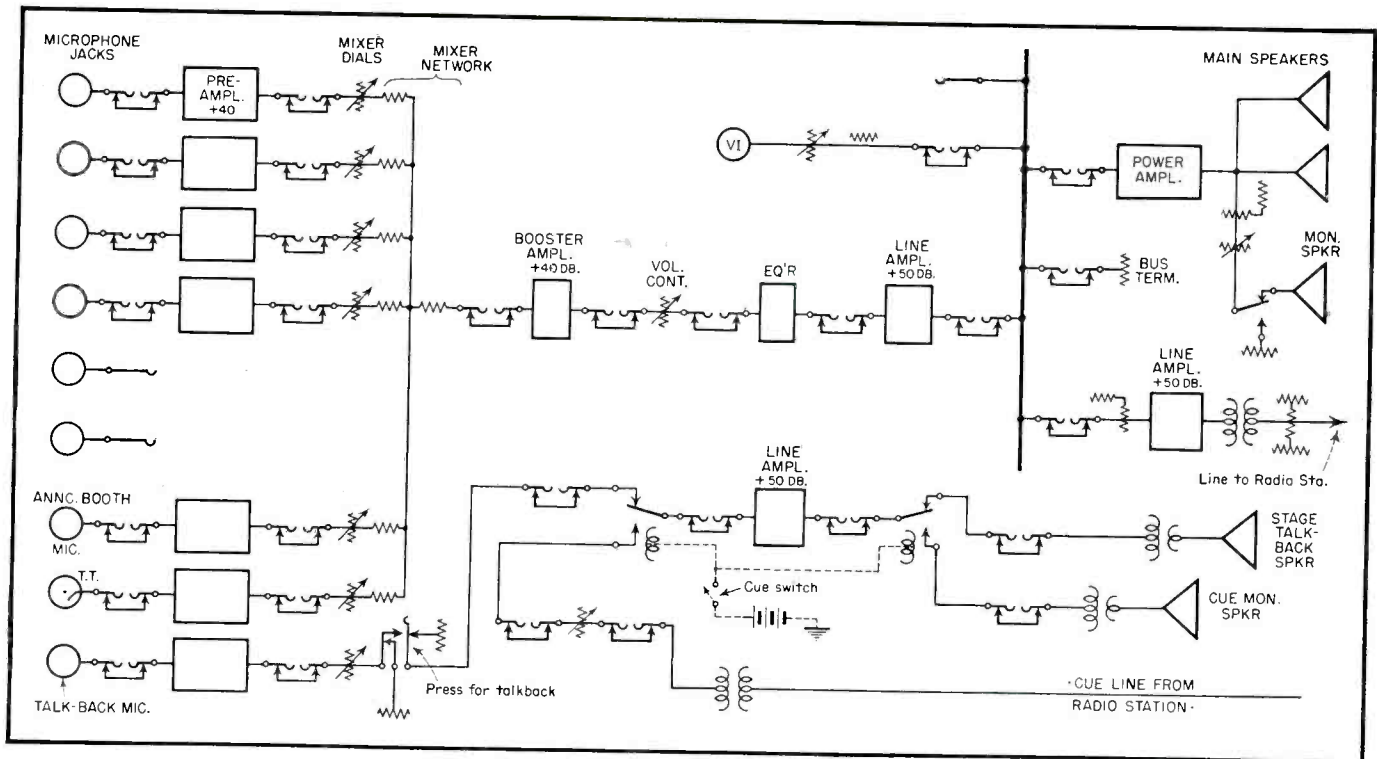 MICROPHONE
JACKS
MIXER
DIALS
MIXER
NETWORK
PRE-
AMPL.
+40
MAIN SPEAKERS
VI
POWER
AMPL.
BOOSTER
AMPL.
+40 DB.
VOL.
CONT.
EQ'R
LINE
AMPL.
+50 DB.
BUS
TERM.
MON.
SPKR
LINE
AMPL.
+50 DB.
Line to Radio Sta.
ANNC. BOOTH
MIC.
T.T.
TALK-BACK MIC.
Press for talkback
LINE
AMPL.
+50 DB.
Cue switch
STAGE
TALK-
BACK
SPKR
CUE MON.
SPKR
·CUE LINE FROM
RADIO STATION·